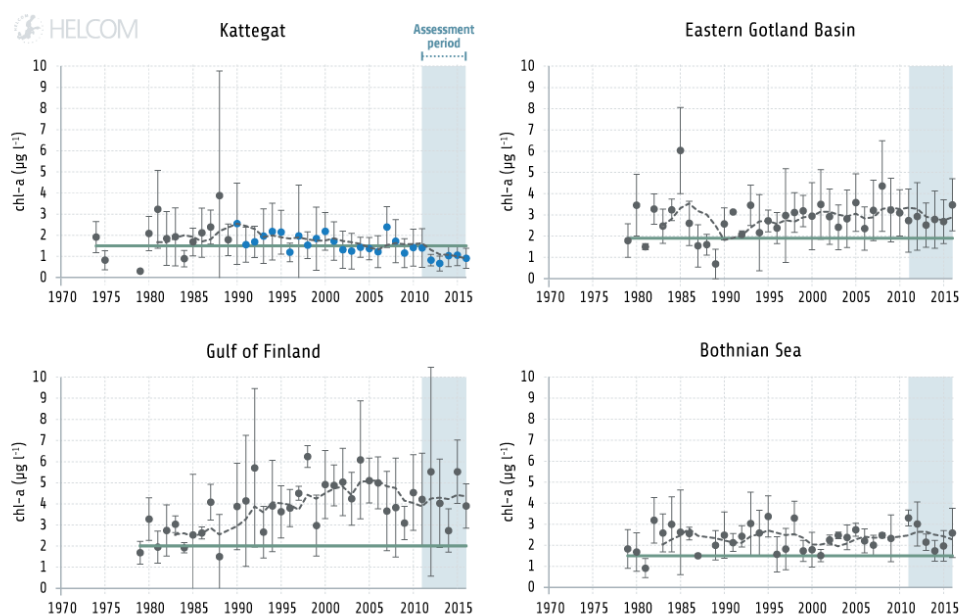 HELCOM
Kattegat
Assessment
period
10
9
8
7
6
5
4
3
2
1
0
chl-a (µg l⁻¹)
1970 1975 1980 1985 1990 1995 2000 2005 2010 2015
Eastern Gotland Basin
10
9
8
7
6
5
4
3
2
1
0
chl-a (µg l⁻¹)
1970 1975 1980 1985 1990 1995 2000 2005 2010 2015
Gulf of Finland
10
9
8
7
6
5
4
3
2
1
0
chl-a (µg l⁻¹)
1970 1975 1980 1985 1990 1995 2000 2005 2010 2015
Bothnian Sea
10
9
8
7
6
5
4
3
2
1
0
chl-a (µg l⁻¹)
1970 1975 1980 1985 1990 1995 2000 2005 2010 2015